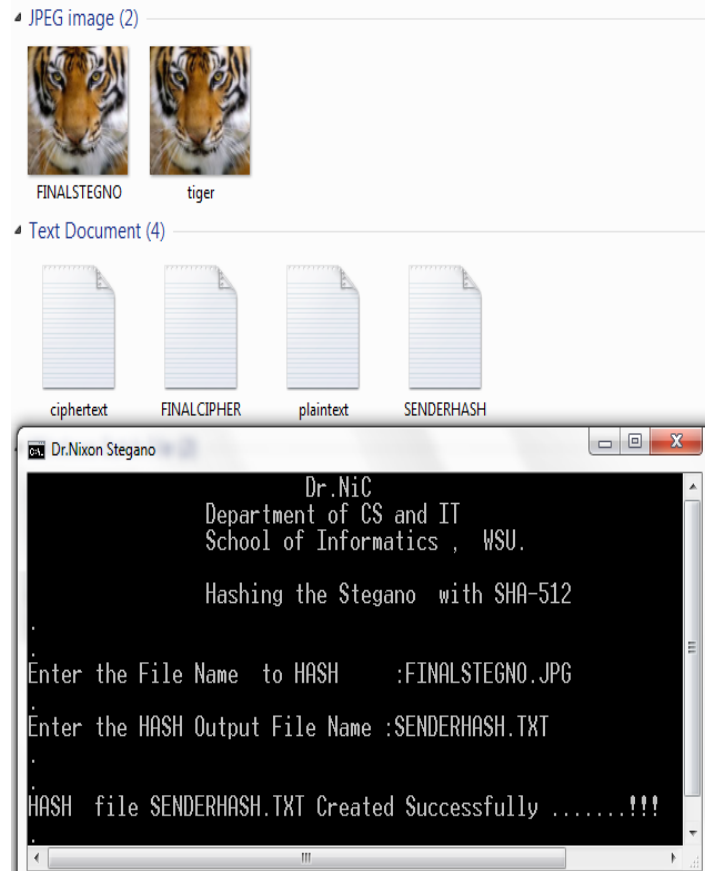 JPEG image (2)
FINALSTEGNO tiger
Text Document (4)
ciphertext FINALCIPHER plaintext SENDERHASH
C:\. Dr.Nixon Stegano
Dr.NiC
Department of CS and IT
School of Informatics , WSU.
Hashing the Stegano with SHA-512
.
.
Enter the File Name to HASH :FINALSTEGNO.JPG
.
Enter the HASH Output File Name :SENDERHASH.TXT
.
.
HASH file SENDERHASH.TXT Created Successfully .......!!!
.